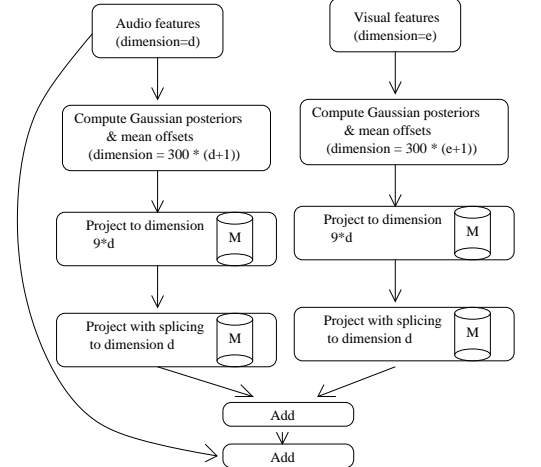 Audio features
(dimension=d)
Visual features
(dimension=e)
Compute Gaussian posteriors
& mean offsets
(dimension = 300 * (d+1))
Compute Gaussian posteriors
& mean offsets
(dimension = 300 * (e+1))
Project to dimension
9*d
M
Project to dimension
9*d
M
Project with splicing
to dimension d
M
Project with splicing
to dimension d
M
Add
Add